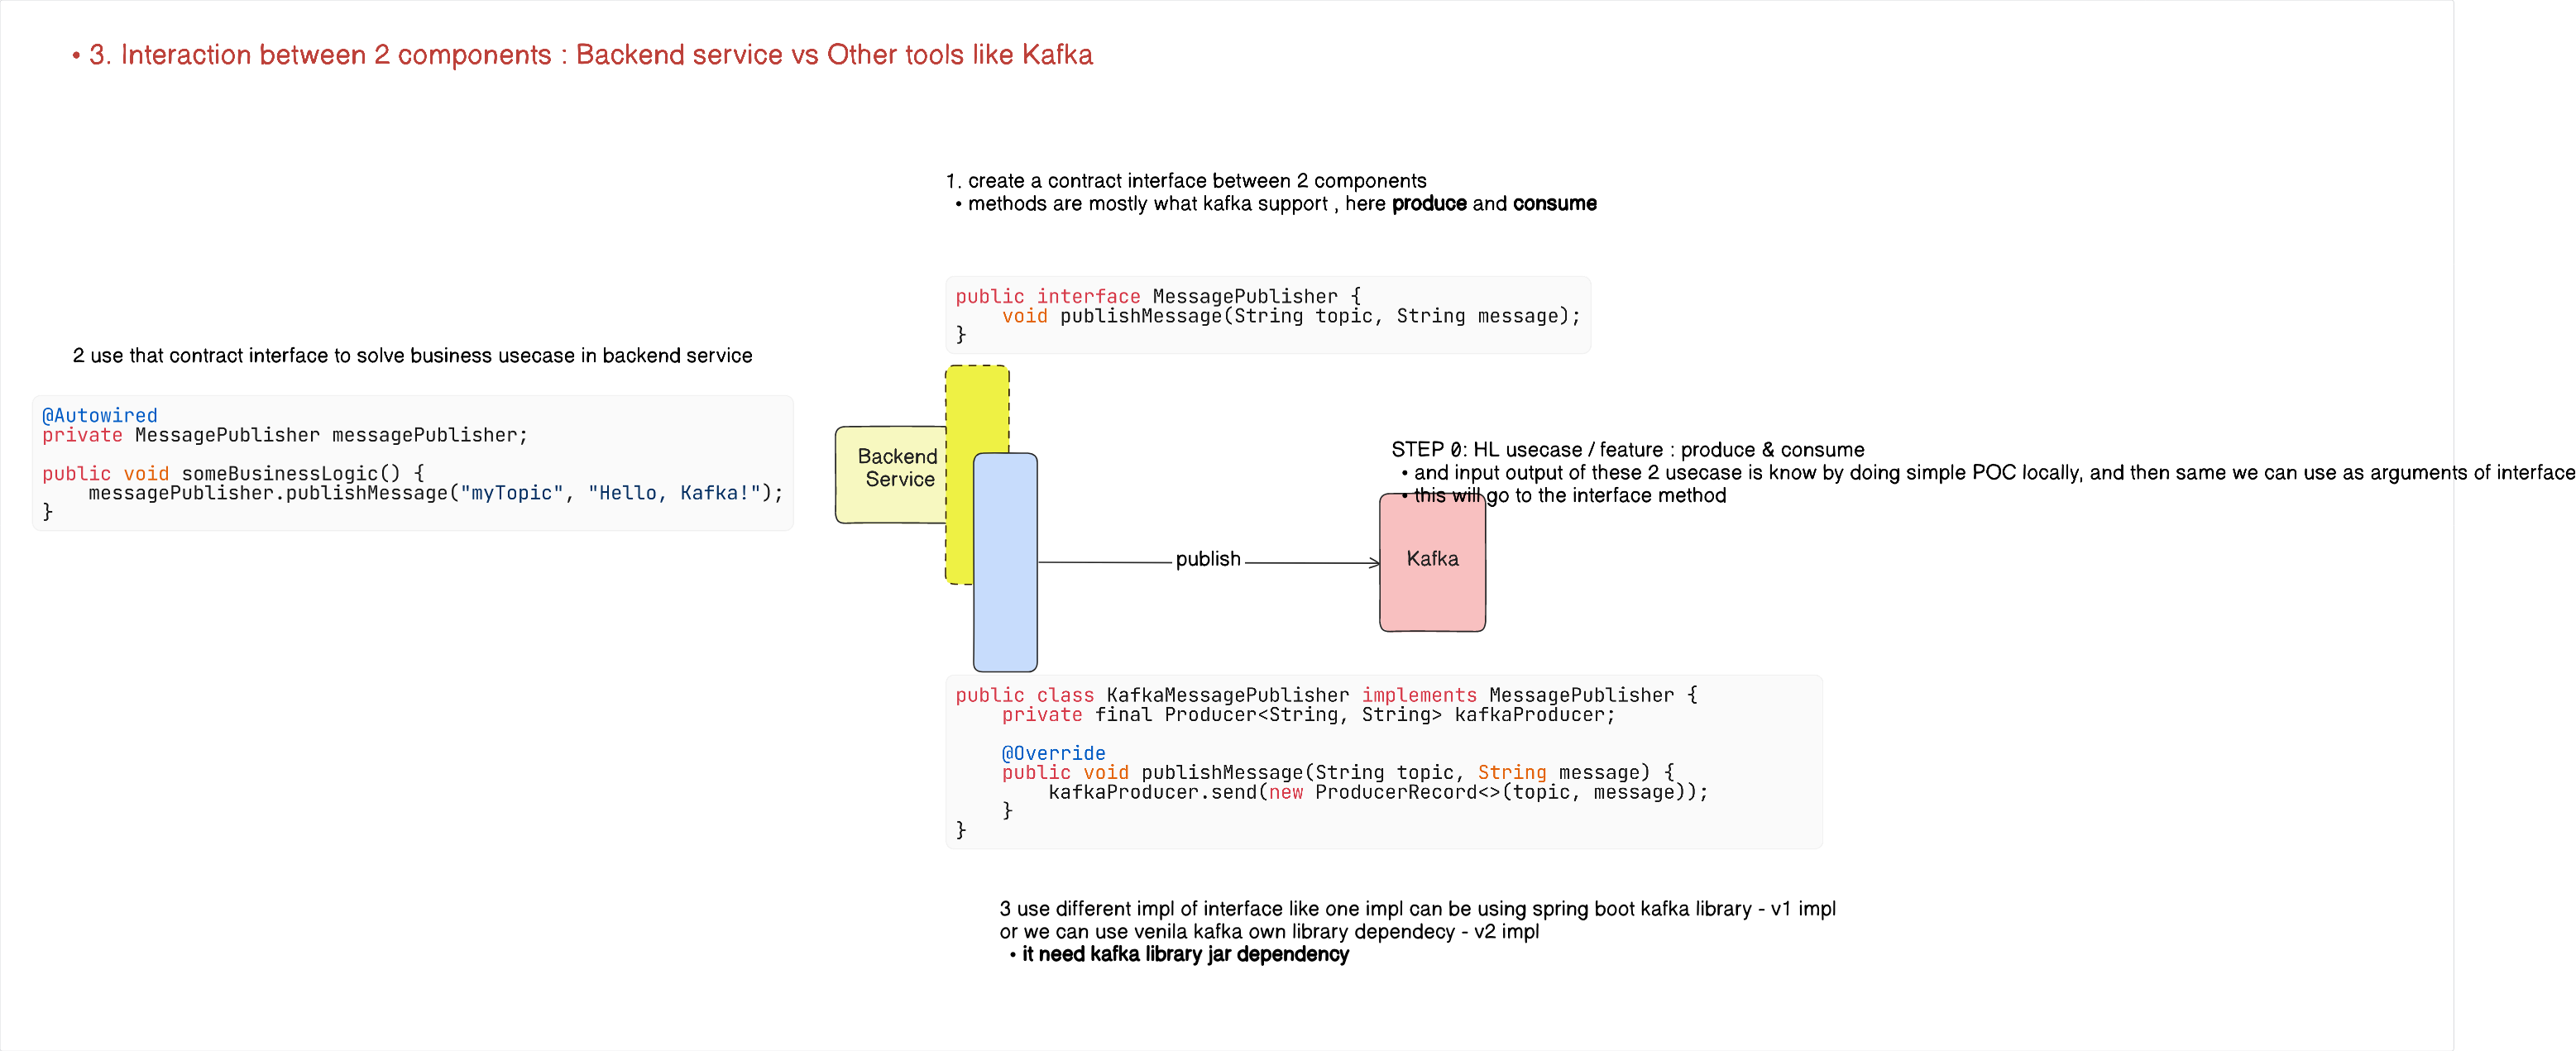 • 3. Interaction between 2 components : Backend service vs Other tools like Kafka
1. create a contract interface between 2 components
• methods are mostly what kafka support , here produce and consume
public interface MessagePublisher {
    void publishMessage(String topic, String message);
}
2 use that contract interface to solve business usecase in backend service
@Autowired
private MessagePublisher messagePublisher;
public void someBusinessLogic() {
    messagePublisher.publishMessage("myTopic", "Hello, Kafka!");
}
Backend
Service
STEP 0: HL usecase / feature : produce & consume
• and input output of these 2 usecase is know by doing simple POC locally, and then same we can use as arguments of interface
• this will go to the interface method
publish
Kafka
public class KafkaMessagePublisher implements MessagePublisher {
    private final Producer<String, String> kafkaProducer;
    @Override
    public void publishMessage(String topic, String message) {
        kafkaProducer.send(new ProducerRecord<>(topic, message));
    }
}
3 use different impl of interface like one impl can be using spring boot kafka library - v1 impl
or we can use venila kafka own library dependecy - v2 impl
• it need kafka library jar dependency